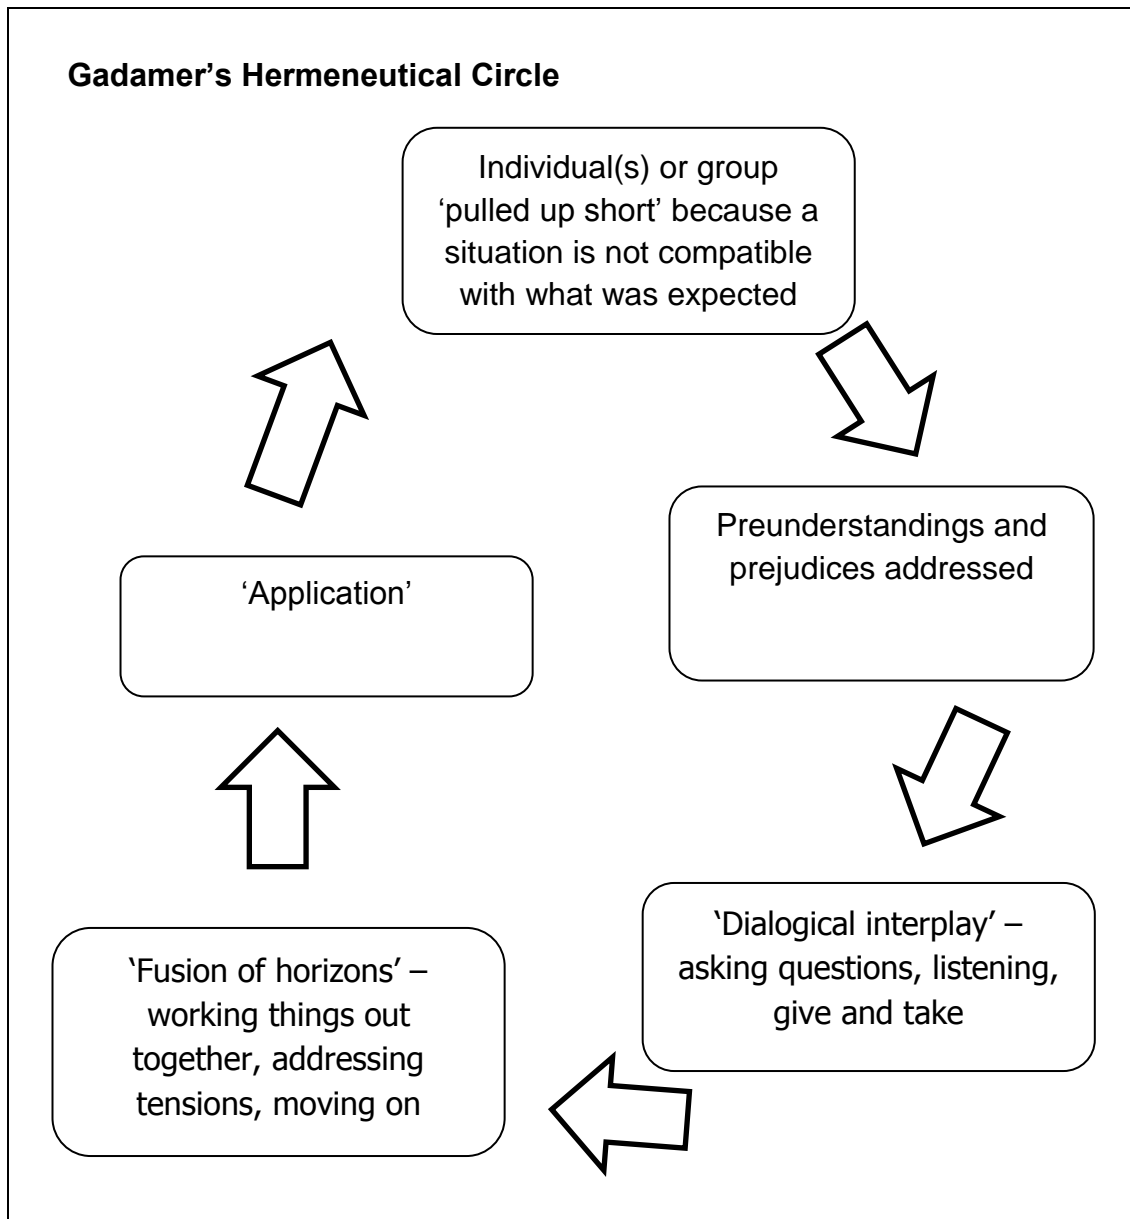 Gadamer’s Hermeneutical Circle
Individual(s) or group
‘pulled up short’ because a
situation is not compatible
with what was expected
Preunderstandings and
prejudices addressed
‘Dialogical interplay’ –
asking questions, listening,
give and take
‘Fusion of horizons’ –
working things out
together, addressing
tensions, moving on
‘Application’